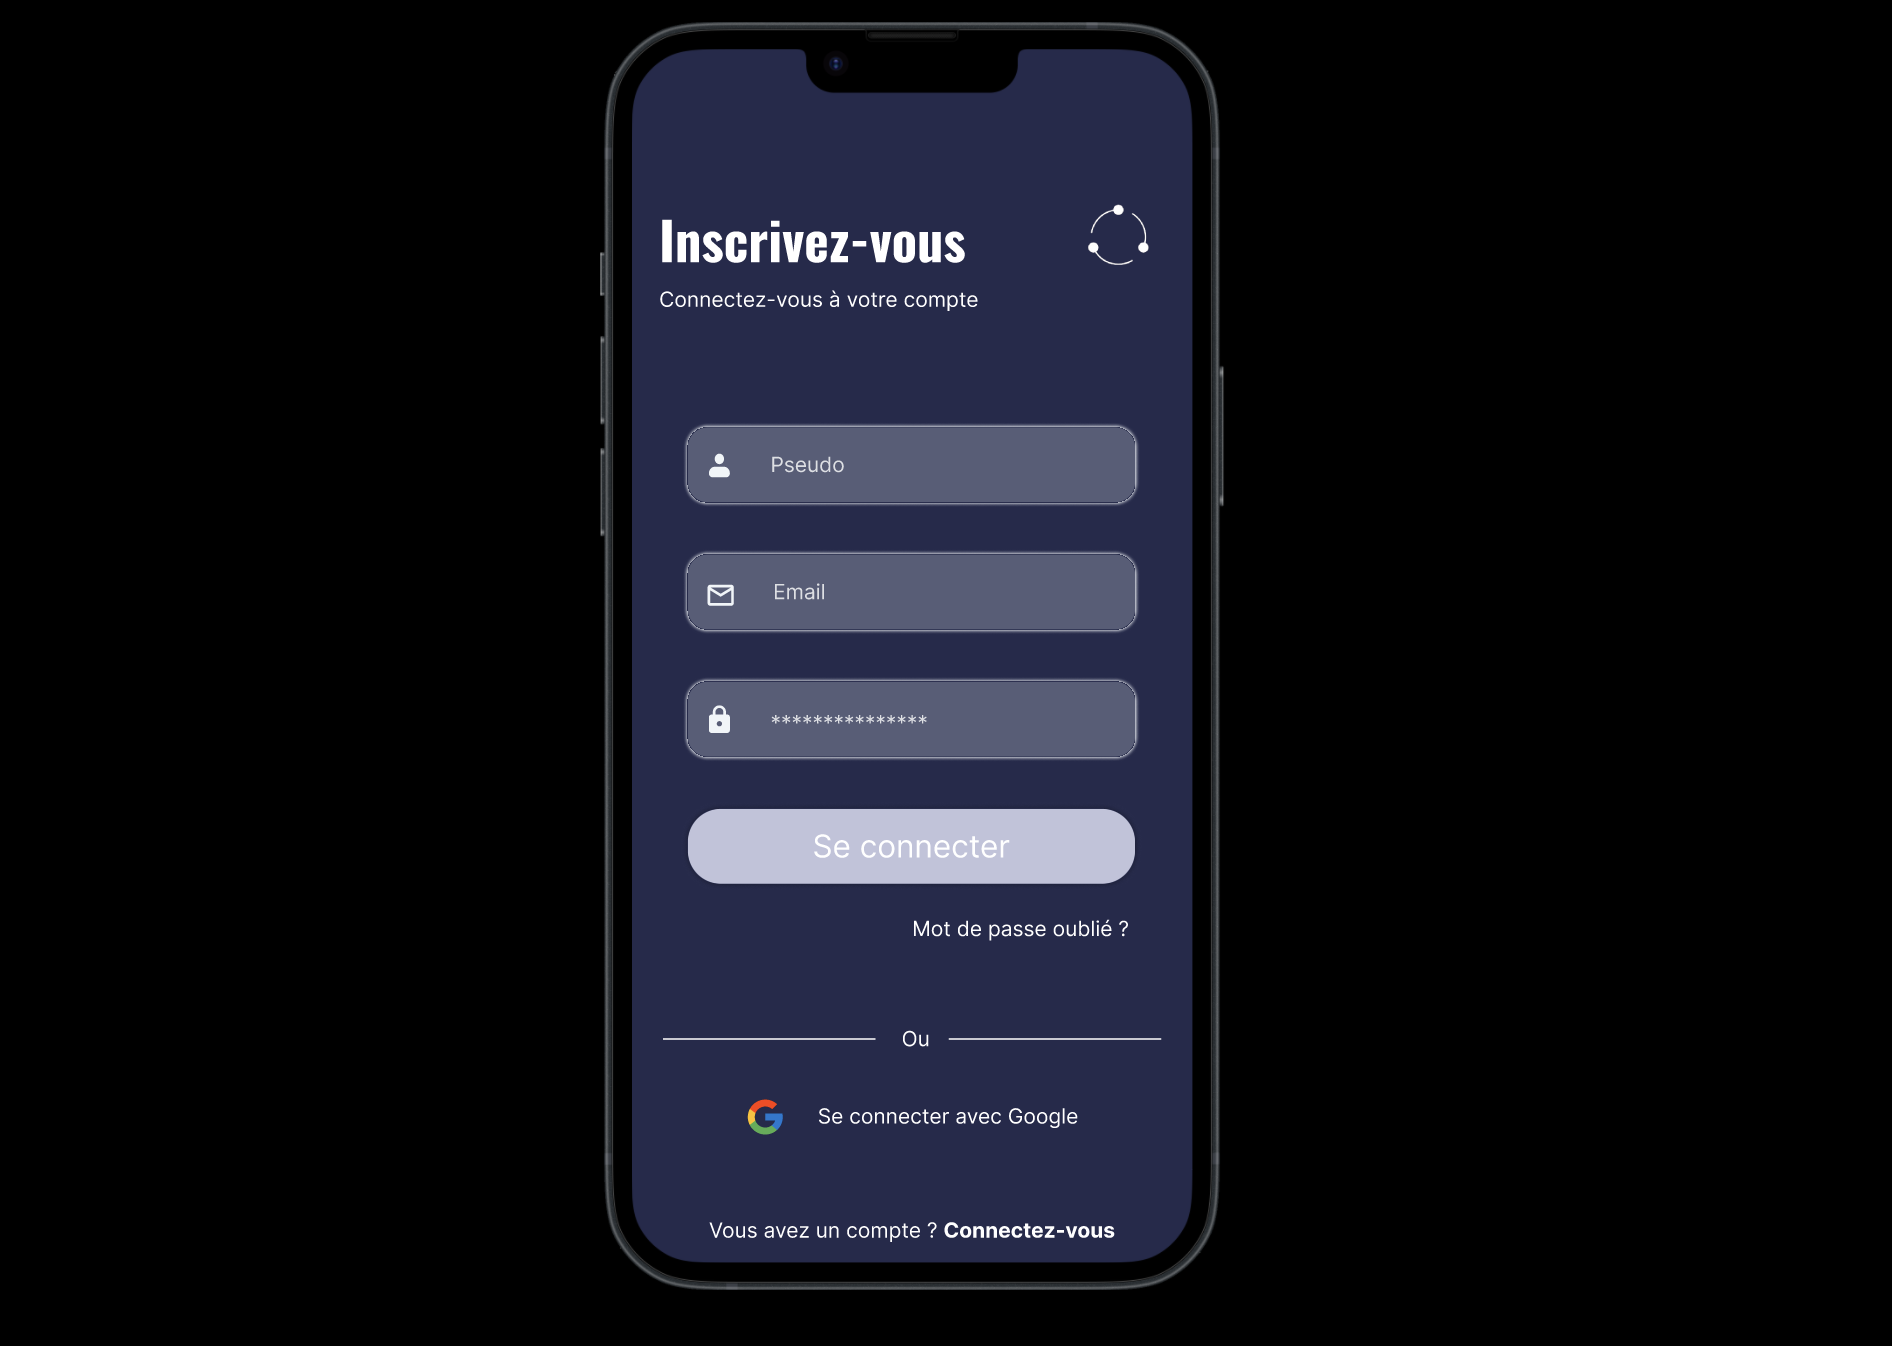 Inscrivez-vous
Connectez-vous à votre compte
Pseudo
Email
***************
Se connecter
Mot de passe oublié ?
Ou
Se connecter avec Google
Vous avez un compte ? Connectez-vous